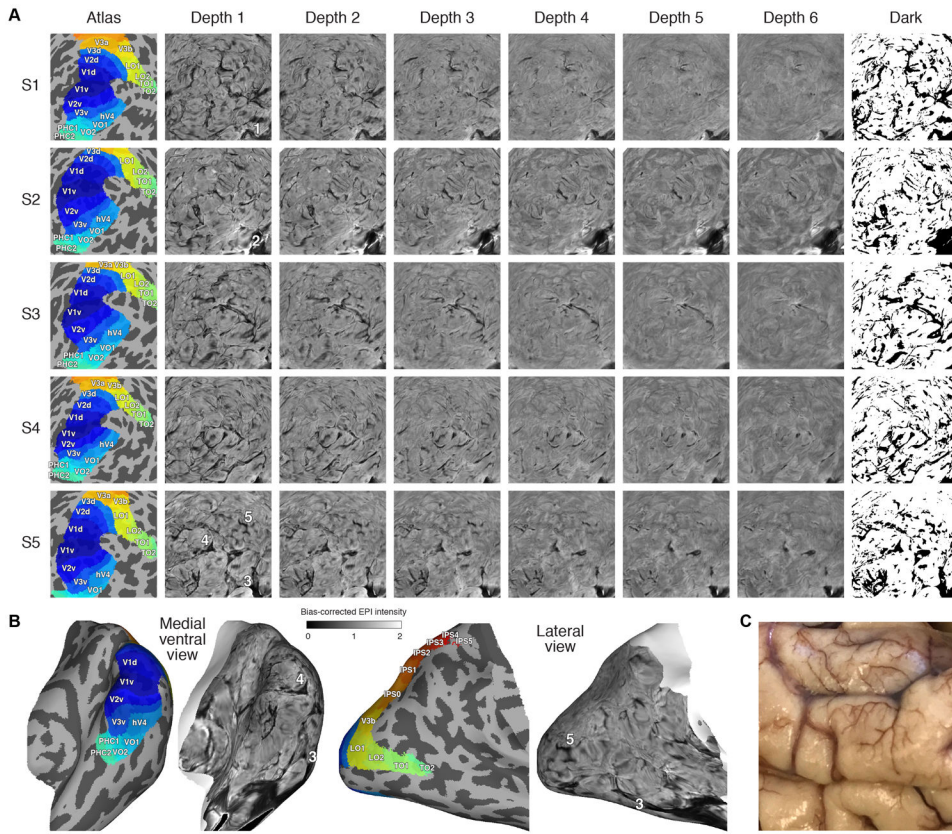 A
Atlas Depth 1 Depth 2 Depth 3 Depth 4 Depth 5 Depth 6 Dark
S1
V3a
V3d V3b
V2d LO1
V1d LO2
TO1
V1v TO2
V2v
V3v hV4
PHC1 VO1
PHC2 VO2
1
S2
V3d
V2d LO1
V1d LO2
TO1
V1v TO2
V2v hV4
V3v
PHC1 VO1
PHC2 VO2
2
S3
V3a V3b
V3d LO1
V2d LO2
V1d TO1
TO2
V1v
V2v hV4
V3v VO1
PHC1 VO2
PHC2
S4
V3a V3b
V3d LO1
V2d LO2
V1d TO1
TO2
V1v
V2v hV4
V3v
PHC1 VO1
PHC2 VO2
S5
V3a
V3d V3b
V2d LO1
V1d LO2
TO1
V1v TO2
V2v
V3v hV4
VO1
5
4
3
B
Medial
ventral
view
Bias-corrected EPI intensity
0 1 2
Lateral
view
V1d
V1v
V2v
V3v hV4
PHC1 VO1
PHC2 VO2
4
3
IPS4
IPS3 IPS5
IPS2
IPS1
IPS0
V3b
LO1
LO2
TO1 TO2
5
3
C